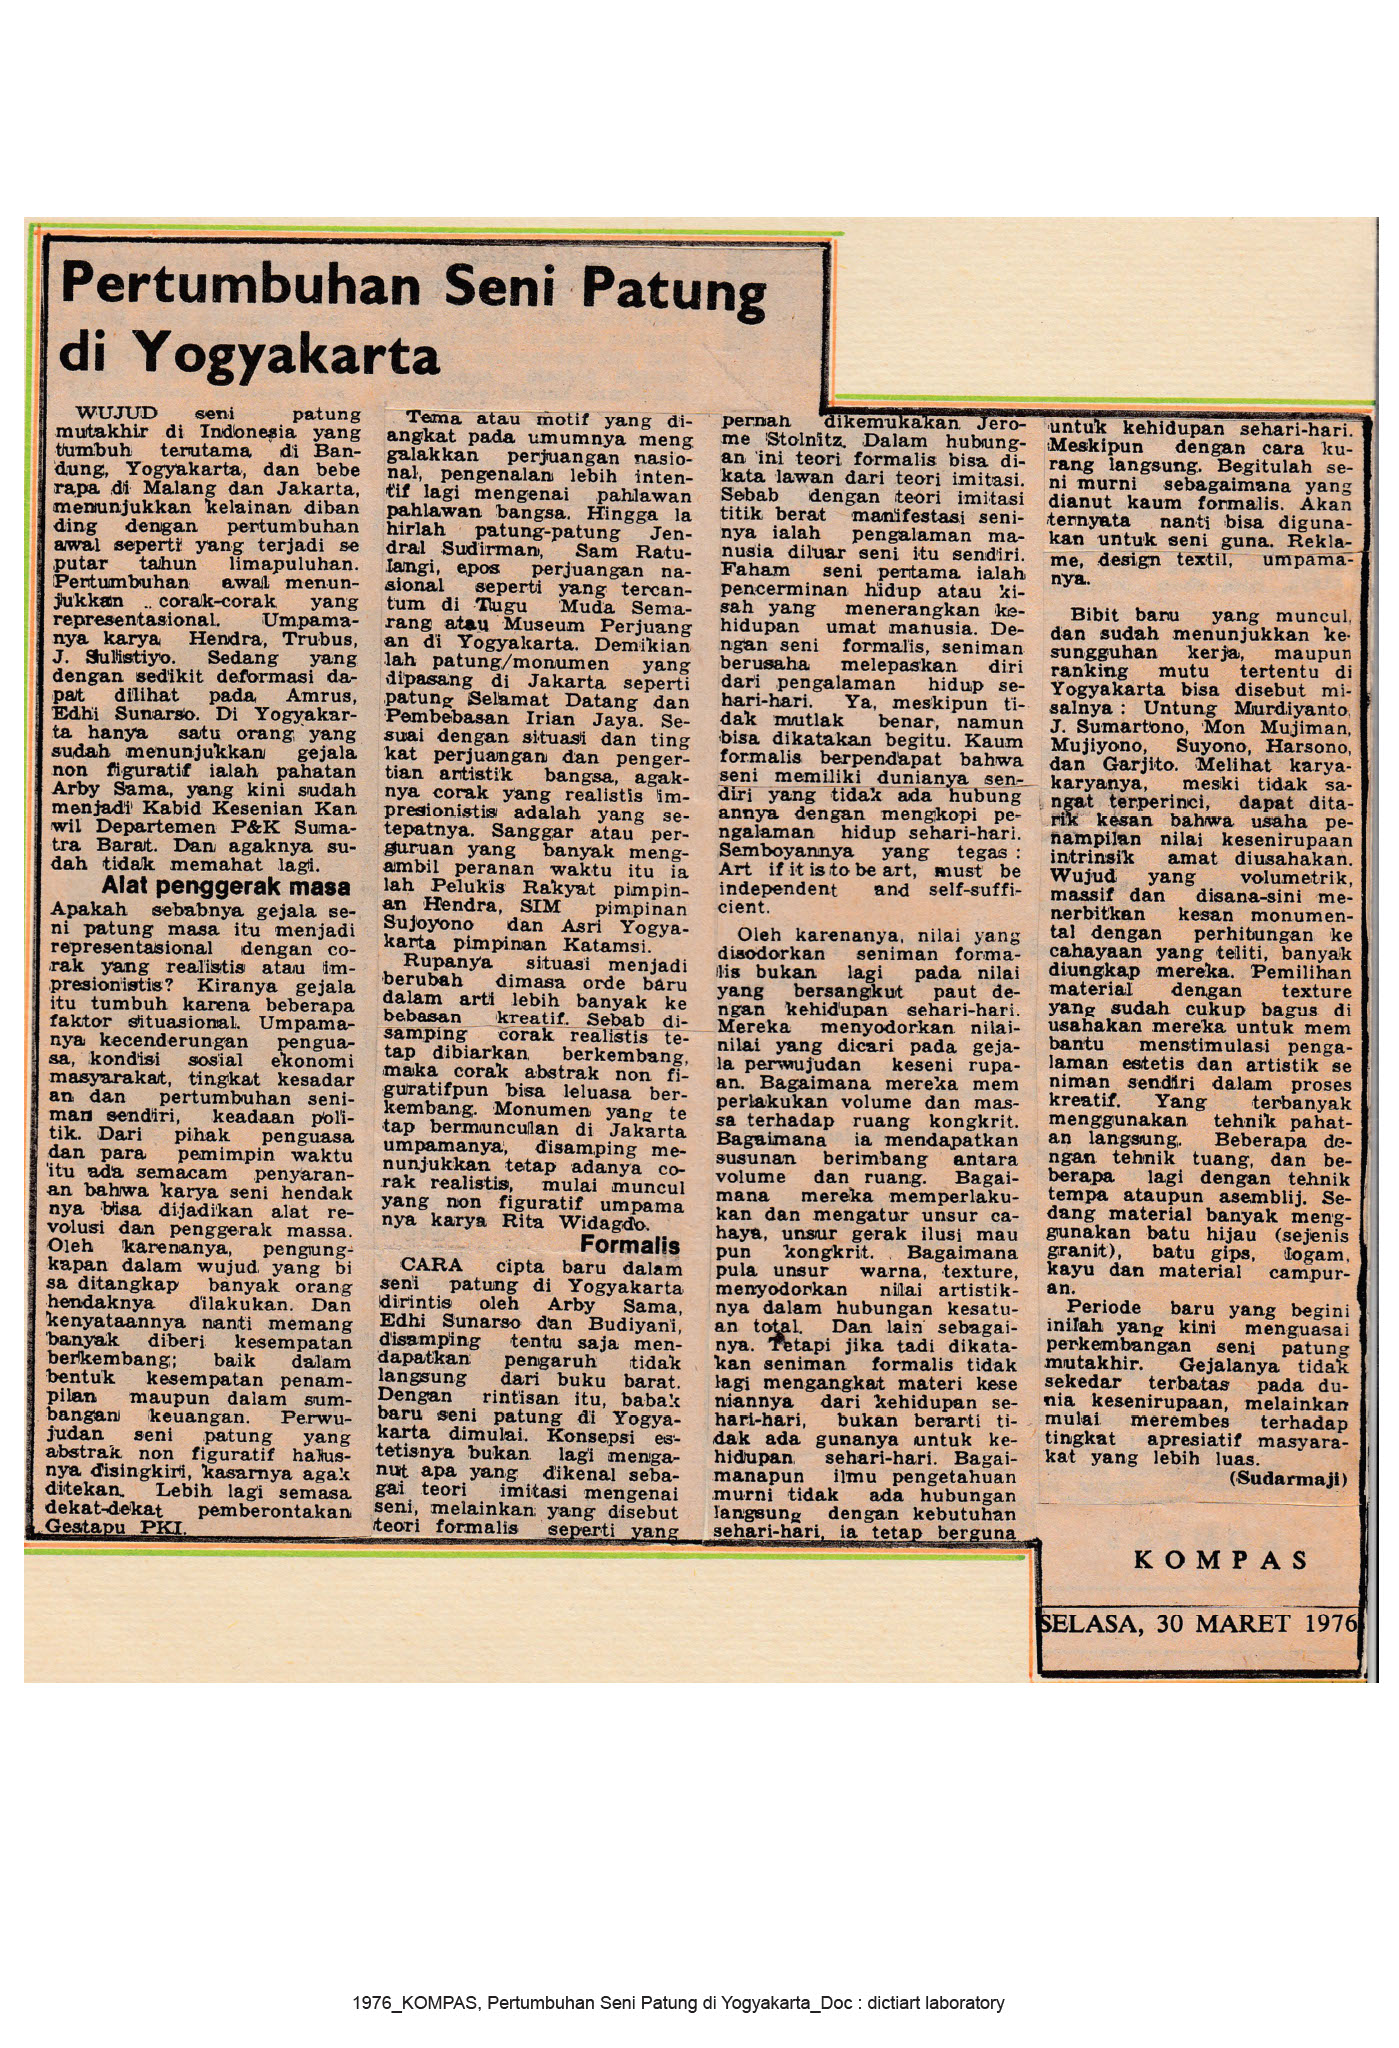 Pertumbuhan Seni Patung
di Yogyakarta
WUJUD seni patung
mutakhir di Indonesia yang
tumbuh terutama di Ban-
dung, Yogyakarta, dan bebe
rapa di Malang dan Jakarta,
menunjukkan kelainan diban
ding dengan pertumbuhan
awal seperti yang terjadi se
putar tahun limapuluhan.
Pertumbuhan awal menun-
jukkan corak-corak yang
representasional. Umpama-
nya karya Hendra, Trubus,
J. Sulistiyo. Sedang yang
dengan sedikit deformasi da-
pat dilihat pada Amrus,
Edhi Sunarso. Di Yogyakar-
ta hanya satu orang yang
sudah menunjukkan gejala
non figuratif ialah pahatan
Arby Sama, yang kini sudah
menjadi Kabid Kesenian Kan
wil Departemen P&K Suma-
tra Barat. Dan agaknya su-
dah tidak memahat lagi.
Alat penggerak masa
Apakah sebabnya gejala se-
ni patung masa itu menjadi
representasional dengan co-
rak yang realistis atau im-
presionistis? Kiranya gejala
itu tumbuh karena beberapa
faktor situasional. Umpama-
nya kecenderungan pengua-
sa, kondisi sosial ekonomi
masyarakat, tingkat kesadar
an dan pertumbuhan seni-
man sendiri, keadaan poli-
tik. Dari pihak penguasa
dan para pemimpin waktu
itu ada semacam penyaran-
an bahwa karya seni hendak
nya bisa dijadikan alat re-
volusi dan penggerak massa.
Oleh karenanya, pengung-
kapan dalam wujud yang bi
sa ditangkap banyak orang
hendaknya dilakukan. Dan
kenyataannya nanti memang
banyak diberi kesempatan
berkembang; baik dalam
bentuk kesempatan penam-
pilan maupun dalam sum-
bangan keuangan. Perwu-
judan seni patung yang
abstrak non figuratif halus-
nya disingkiri, kasarnya agak
ditekan. Lebih lagi semasa
dekat-dekat pemberontakan
Gestapu PKI.
Tema atau motif yang di-
angkat pada umumnya meng
galakkan perjuangan nasio-
nal, pengenalan lebih inten-
tif lagi mengenai pahlawan
pahlawan bangsa. Hingga la
hirlah patung-patung Jen-
dral Sudirman, Sam Ratu-
langi, epos perjuangan na-
sional seperti yang tercan-
tum di Tugu Muda Sema-
rang atau Museum Perjuang
an di Yogyakarta. Demikian
lah patung/monumen yang
dipasang di Jakarta seperti
patung Selamat Datang dan
Pembebasan Irian Jaya. Se-
suai dengan situasi dan ting
kat perjuangan dan penger-
tian artistik bangsa, agak-
nya corak yang realistis im-
presionistis adalah yang se-
tepatnya. Sanggar atau per-
guruan yang banyak meng-
ambil peranan waktu itu ia
lah Pelukis Rakyat pimpin-
an Hendra, SIM pimpinan
Sujoyono dan Asri Yogya-
karta pimpinan Katamsi.
Rupanya situasi menjadi
berubah dimasa orde baru
dalam arti lebih banyak ke
bebasan kreatif. Sebab di-
samping corak realistis te-
tap dibiarkan berkembang,
maka corak abstrak non fi-
guratifpun bisa leluasa ber-
kembang. Monumen yang te
tap bermunculan di Jakarta
umpamanya, disamping me-
nunjukkan tetap adanya co-
rak realistis, mulai muncul
yang non figuratif umpama
nya karya Rita Widagdo.
Formalis
CARA cipta baru dalam
seni patung di Yogyakarta
dirintis oleh Arby Sama,
Edhi Sunarso dan Budiyani,
disamping tentu saja men-
dapatkan pengaruh tidak
langsung dari buku barat.
Dengan rintisan itu, babak
baru seni patung di Yogya-
karta dimulai. Konsepsi es-
tetisnya bukan lagi menga-
nut apa yang dikenal seba-
gai teori imitasi mengenai
seni, melainkan yang disebut
teori formalis seperti yang
pernah dikemukakan Jero-
me Stolnitz. Dalam hubung-
an ini teori formalis bisa di-
kata lawan dari teori imitasi.
Sebab dengan teori imitasi
titik berat manifestasi seni-
nya ialah pengalaman ma-
nusia diluar seni itu sendiri.
Faham seni pertama ialah
pencerminan hidup atau ki-
sah yang menerangkan ke-
hidupan umat manusia. De-
ngan seni formalis, seniman
berusaha melepaskan diri
dari pengalaman hidup se-
hari-hari. Ya, meskipun ti-
dak mutlak benar, namun
bisa dikatakan begitu. Kaum
formalis berpendapat bahwa
seni memiliki dunianya sen-
diri yang tidak ada hubung
annya dengan mengkopi pe-
ngalaman hidup sehari-hari.
Semboyannya yang tegas :
Art if it is to be art, must be
independent and self-suffi-
cient.
Oleh karenanya, nilai yang
disodorkan seniman forma-
lis bukan lagi pada nilai
yang bersangkut paut de-
ngan kehidupan sehari-hari.
Mereka menyodorkan nilai-
nilai yang dicari pada geja-
la perwujudan keseni rupa-
an. Bagaimana mereka mem
perlakukan volume dan mas-
sa terhadap ruang kongkrit.
Bagaimana ia mendapatkan
susunan berimbang antara
volume dan ruang. Bagai-
mana mereka memperlaku-
kan dan mengatur unsur ca-
haya, unsur gerak ilusi mau
pun kongkrit. Bagaimana
pula unsur warna, texture,
menyodorkan nilai artistik-
nya dalam hubungan kesatu-
an total. Dan lain sebagai-
nya. Tetapi jika tadi dikata-
kan seniman formalis tidak
lagi mengangkat materi kese
niannya dari kehidupan se-
hari-hari, bukan berarti ti-
dak ada gunanya untuk ke-
hidupan sehari-hari. Bagai-
manapun ilmu pengetahuan
murni tidak ada hubungan
langsung dengan kebutuhan
sehari-hari, ia tetap berguna
untuk kehidupan sehari-hari.
Meskipun dengan cara ku-
rang langsung. Begitulah se-
ni murni sebagaimana yang
dianut kaum formalis. Akan
ternyata nanti bisa diguna-
kan untuk seni guna. Rekla-
me, design textil, umpama-
nya.
Bibit baru yang muncul,
dan sudah menunjukkan ke-
sungguhan kerja, maupun
ranking mutu tertentu di
Yogyakarta bisa disebut mi-
salnya : Untung Murdiyanto,
J. Sumartono, Mon Mujiman,
Mujiyono, Suyono, Harsono,
dan Garjito. Melihat karya-
karyanya, meski tidak sa-
ngat terperinci, dapat dita-
rik kesan bahwa usaha pe-
nampilan nilai kesenirupaan
intrinsik amat diusahakan.
Wujud yang volumetrik,
massif dan disana-sini me-
nerbitkan kesan monumen-
tal dengan perhitungan ke
cahayaan yang teliti, banyak
diungkap mereka. Pemilihan
material dengan texture
yang sudah cukup bagus di
usahakan mereka untuk mem
bantu menstimulasi penga-
laman estetis dan artistik se
niman sendiri dalam proses
kreatif. Yang terbanyak
menggunakan tehnik pahat-
an langsung. Beberapa de-
ngan tehnik tuang, dan be-
berapa lagi dengan tehnik
tempa ataupun asemblij. Se-
dang material banyak meng-
gunakan batu hijau (sejenis
granit), batu gips, logam,
kayu dan material campur-
an.
Periode baru yang begini
inilah yang kini menguasai
perkembangan seni patung
mutakhir. Gejalanya tidak
sekedar terbatas pada du-
nia kesenirupaan, melainkan
mulai merembes terhadap
tingkat apresiatif masyara-
kat yang lebih luas.
(Sudarmaji)
KOMPAS
SELASA, 30 MARET 1976
1976_KOMPAS, Pertumbuhan Seni Patung di Yogyakarta_Doc : dictiart laboratory